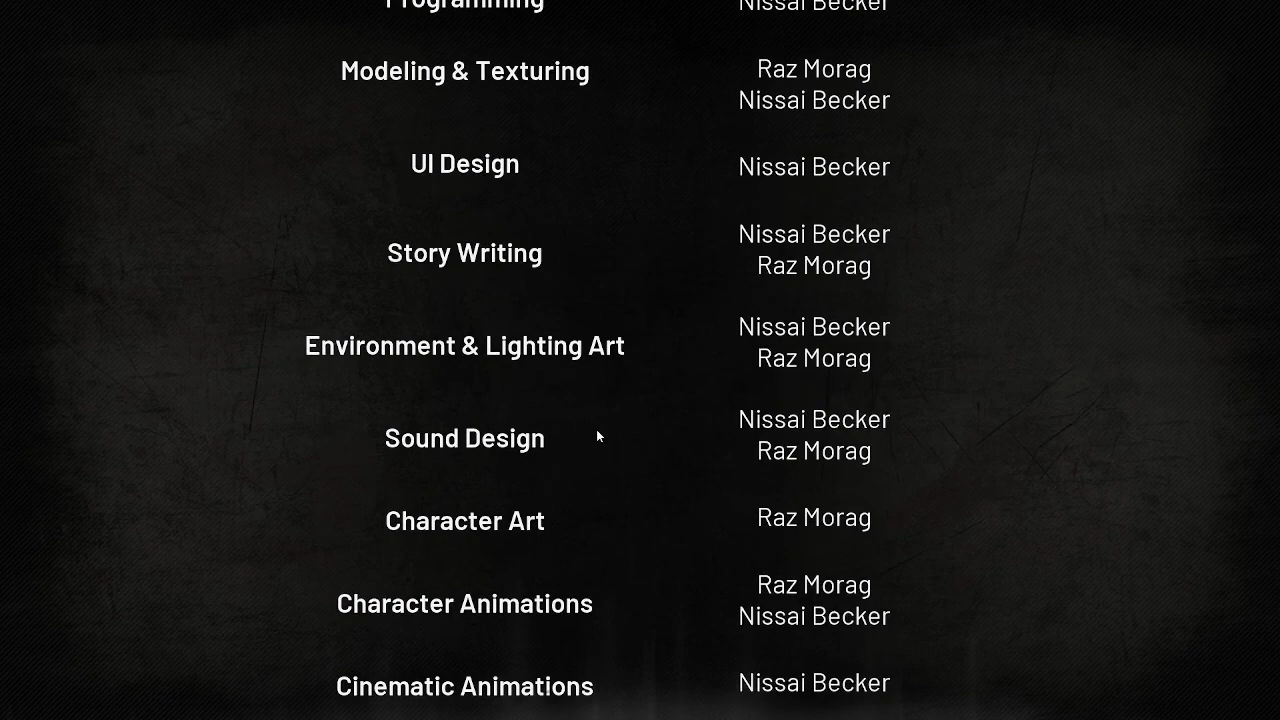 Programming Nissai Becker
Modeling & Texturing Raz Morag
Nissai Becker
UI Design Nissai Becker
Story Writing Nissai Becker
Raz Morag
Environment & Lighting Art Nissai Becker
Raz Morag
Sound Design Nissai Becker
Raz Morag
Character Art Raz Morag
Character Animations Raz Morag
Nissai Becker
Cinematic Animations Nissai Becker